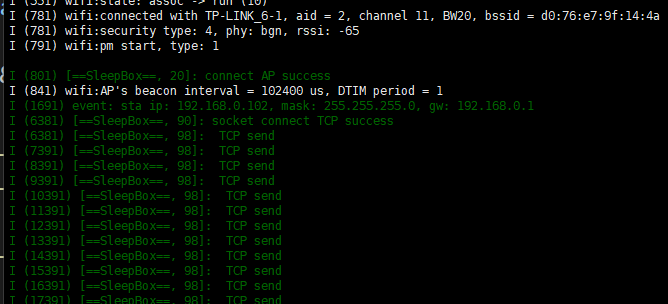 I (331) wifi:state: assoc -> run (10)
I (781) wifi:connected with TP-LINK_6-1, aid = 2, channel 11, BW20, bssid = d0:76:e7:9f:14:4a
I (781) wifi:security type: 4, phy: bgn, rssi: -65
I (791) wifi:pm start, type: 1
I (801) [==SleepBox==, 20]: connect AP success
I (841) wifi:AP's beacon interval = 102400 us, DTIM period = 1
I (1691) event: sta ip: 192.168.0.102, mask: 255.255.255.0, gw: 192.168.0.1
I (6381) [==SleepBox==, 90]: socket connect TCP success
I (6381) [==SleepBox==, 98]:  TCP send
I (7391) [==SleepBox==, 98]:  TCP send
I (8391) [==SleepBox==, 98]:  TCP send
I (9391) [==SleepBox==, 98]:  TCP send
I (10391) [==SleepBox==, 98]:  TCP send
I (11391) [==SleepBox==, 98]:  TCP send
I (12391) [==SleepBox==, 98]:  TCP send
I (13391) [==SleepBox==, 98]:  TCP send
I (14391) [==SleepBox==, 98]:  TCP send
I (15391) [==SleepBox==, 98]:  TCP send
I (16391) [==SleepBox==, 98]:  TCP send
I (17391) [==SleepBox==, 98]:  TCP send